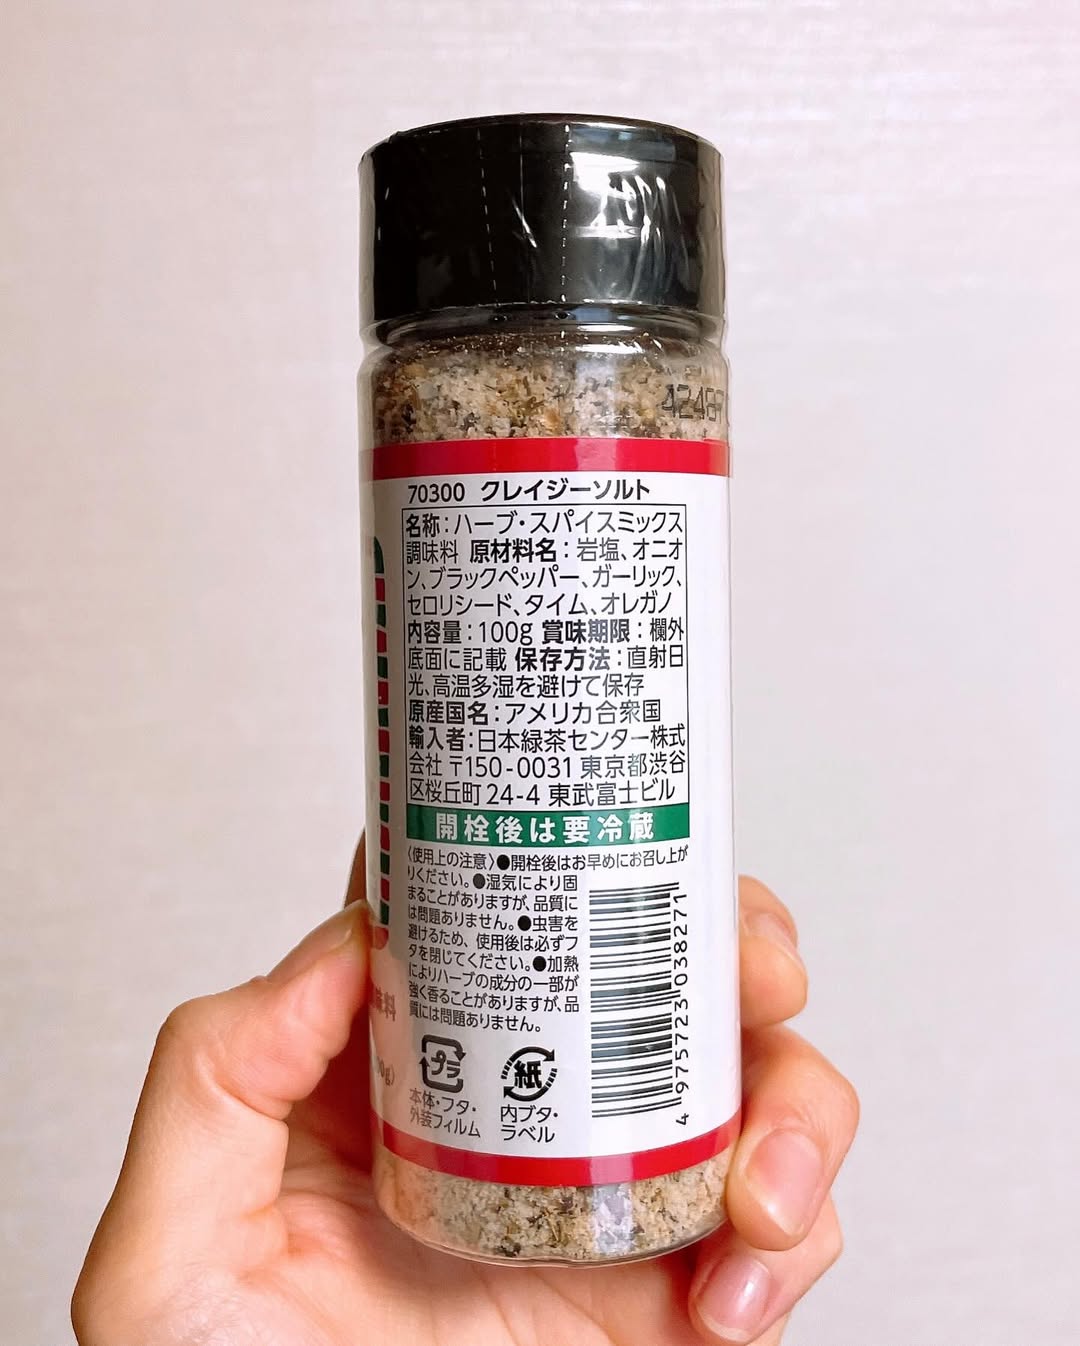 42487
70300 クレイジーソルト
名称：ハーブ・スパイスミックス
調味料 原材料名：岩塩、オニオ
ン、ブラックペッパー、ガーリック、
セロリシード、タイム、オレガノ
内容量：100g 賞味期限：欄外
底面に記載 保存方法：直射日
光、高温多湿を避けて保存
原産国名：アメリカ合衆国
輸入者：日本緑茶センター株式
会社 〒150-0031 東京都渋谷
区桜丘町24-4 東武富士ビル
開栓後は要冷蔵
〈使用上の注意〉●開栓後はお早めにお召し上が
りください。●湿気により固
まることがありますが、品質に
は問題ありません。●虫害を
避けるため、使用後は必ずフ
タを閉じてください。●加熱
によりハーブの成分の一部が
強く香ることがありますが、品
質には問題ありません。
プラ
本体・フタ・
外装フィルム
紙
内ブタ・
ラベル
4 975723 038271
味料